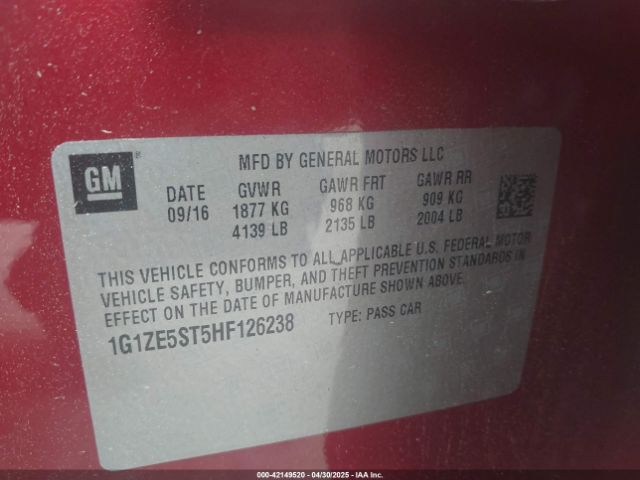 GM
MFD BY GENERAL MOTORS LLC
DATE GVWR GAWR FRT GAWR RR
09/16 1877 KG 968 KG 909 KG
4139 LB 2135 LB 2004 LB
THIS VEHICLE CONFORMS TO ALL APPLICABLE U.S. FEDERAL MOTOR
VEHICLE SAFETY, BUMPER, AND THEFT PREVENTION STANDARDS IN
EFFECT ON THE DATE OF MANUFACTURE SHOWN ABOVE.
1G1ZE5ST5HF126238 TYPE: PASS CAR
000-42149520 - 04/30/2025 - IAA Inc.